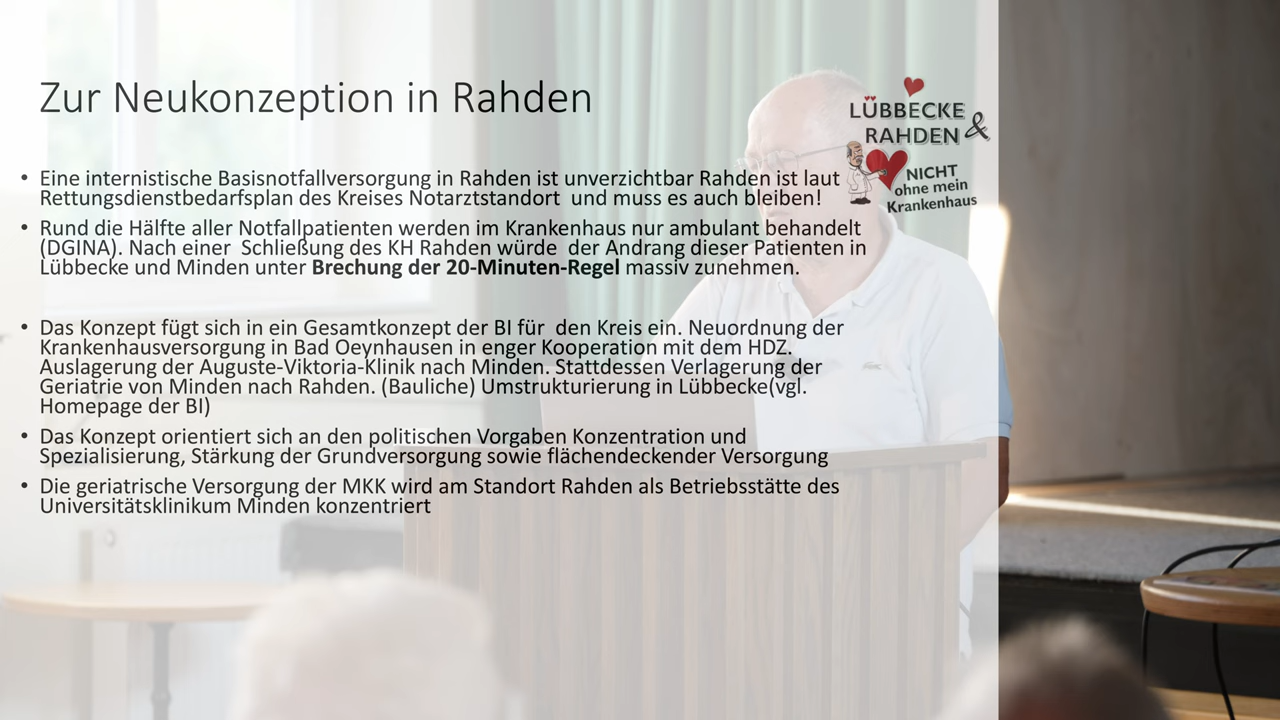 Zur Neukonzeption in Rahden
LÜBBECKE
&
RAHDEN
NICHT
ohne mein
Krankenhaus
• Eine internistische Basisnotfallversorgung in Rahden ist unverzichtbar Rahden ist laut
Rettungsdienstbedarfsplan des Kreises Notarztstandort und muss es auch bleiben!
• Rund die Hälfte aller Notfallpatienten werden im Krankenhaus nur ambulant behandelt
(DGINA). Nach einer Schließung des KH Rahden würde der Andrang dieser Patienten in
Lübbecke und Minden unter Brechung der 20-Minuten-Regel massiv zunehmen.
• Das Konzept fügt sich in ein Gesamtkonzept der BI für den Kreis ein. Neuordnung der
Krankenhausversorgung in Bad Oeynhausen in enger Kooperation mit dem HDZ.
Auslagerung der Auguste-Viktoria-Klinik nach Minden. Stattdessen Verlagerung der
Geriatrie von Minden nach Rahden. (Bauliche) Umstrukturierung in Lübbecke(vgl.
Homepage der BI)
• Das Konzept orientiert sich an den politischen Vorgaben Konzentration und
Spezialisierung, Stärkung der Grundversorgung sowie flächendeckender Versorgung
• Die geriatrische Versorgung der MKK wird am Standort Rahden als Betriebsstätte des
Universitätsklinikum Minden konzentriert